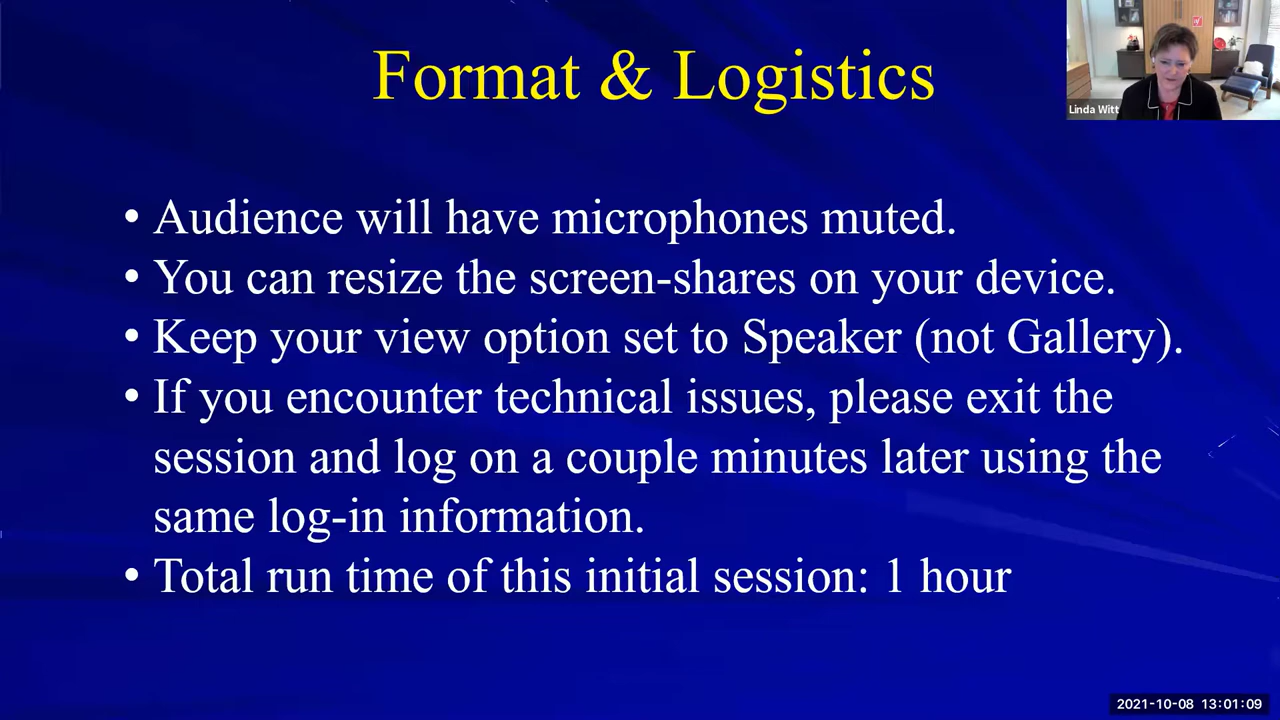 Format & Logistics
Linda Witt
• Audience will have microphones muted.
• You can resize the screen-shares on your device.
• Keep your view option set to Speaker (not Gallery).
• If you encounter technical issues, please exit the
session and log on a couple minutes later using the
same log-in information.
• Total run time of this initial session: 1 hour
2021-10-08 13:01:09